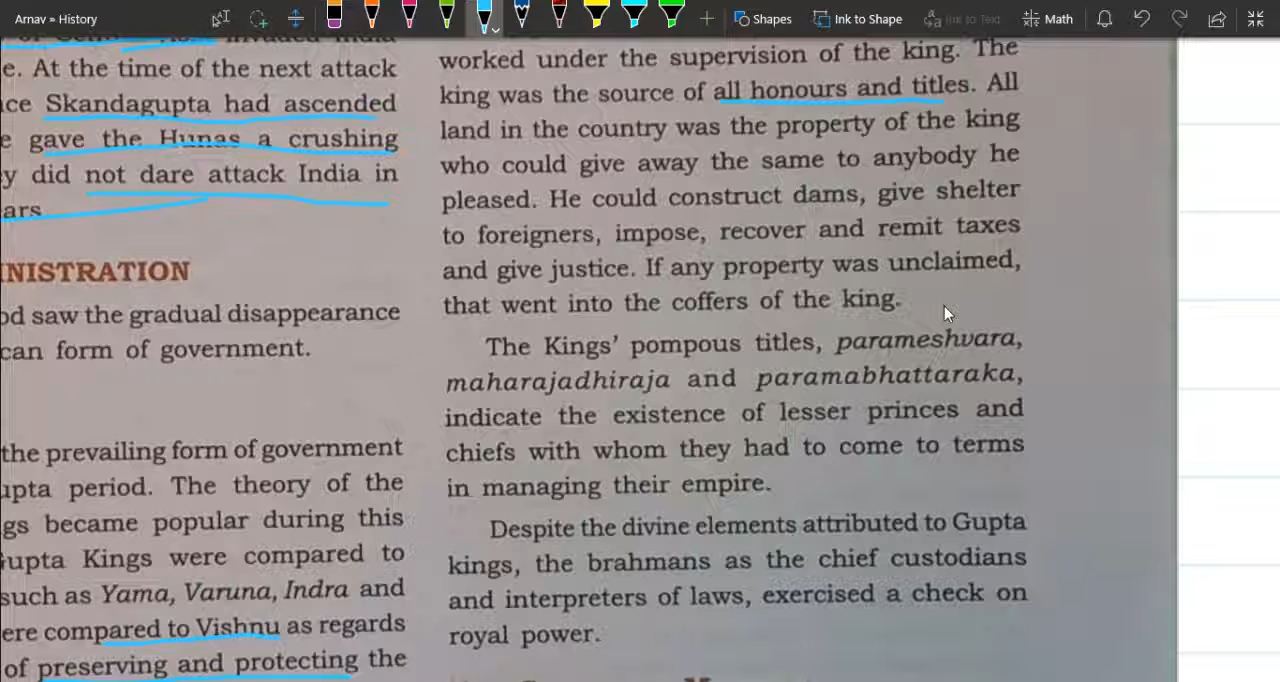 Arnav » History
Shapes
Ink to Shape
Ink to Text
Math
invaded India
e. At the time of the next attack
ce Skandagupta had ascended
e gave the Hunas a crushing
y did not dare attack India in
ars
NISTRATION
od saw the gradual disappearance
can form of government.
the prevailing form of government
upta period. The theory of the
gs became popular during this
upta Kings were compared to
such as Yama, Varuna, Indra and
ere compared to Vishnu as regards
of preserving and protecting the
worked under the supervision of the king. The
king was the source of all honours and titles. All
land in the country was the property of the king
who could give away the same to anybody he
pleased. He could construct dams, give shelter
to foreigners, impose, recover and remit taxes
and give justice. If any property was unclaimed,
that went into the coffers of the king.
The Kings' pompous titles, parameshvara,
maharajadhiraja and paramabhattaraka,
indicate the existence of lesser princes and
chiefs with whom they had to come to terms
in managing their empire.
Despite the divine elements attributed to Gupta
kings, the brahmans as the chief custodians
and interpreters of laws, exercised a check on
royal power.